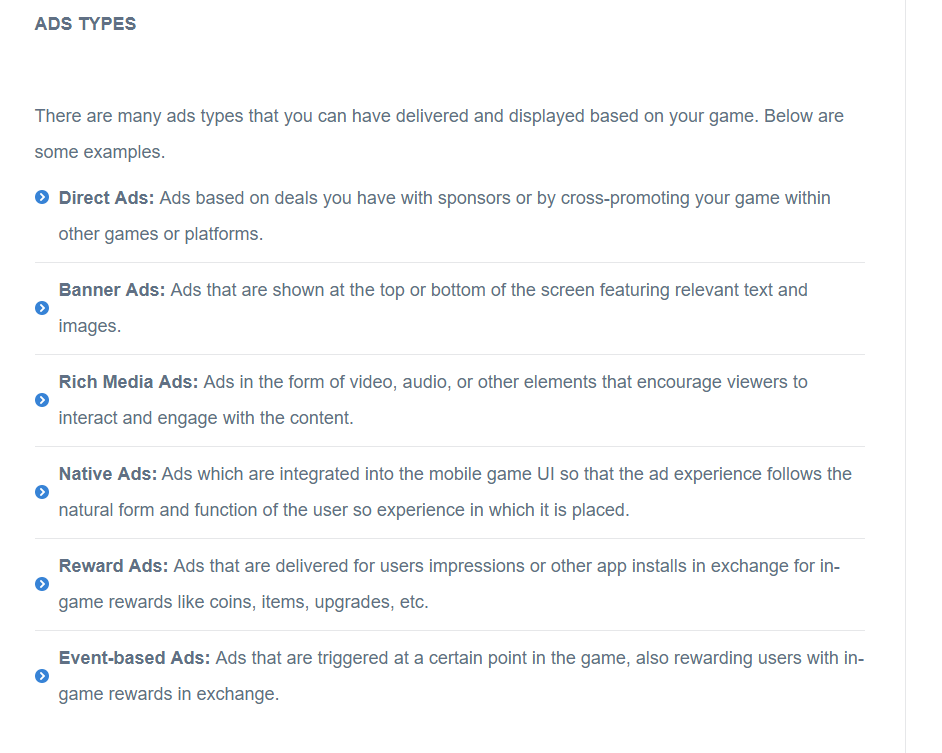 ADS TYPES
There are many ads types that you can have delivered and displayed based on your game. Below are
some examples.
Direct Ads: Ads based on deals you have with sponsors or by cross-promoting your game within
other games or platforms.
Banner Ads: Ads that are shown at the top or bottom of the screen featuring relevant text and
images.
Rich Media Ads: Ads in the form of video, audio, or other elements that encourage viewers to
interact and engage with the content.
Native Ads: Ads which are integrated into the mobile game UI so that the ad experience follows the
natural form and function of the user so experience in which it is placed.
Reward Ads: Ads that are delivered for users impressions or other app installs in exchange for in-
game rewards like coins, items, upgrades, etc.
Event-based Ads: Ads that are triggered at a certain point in the game, also rewarding users with in-
game rewards in exchange.